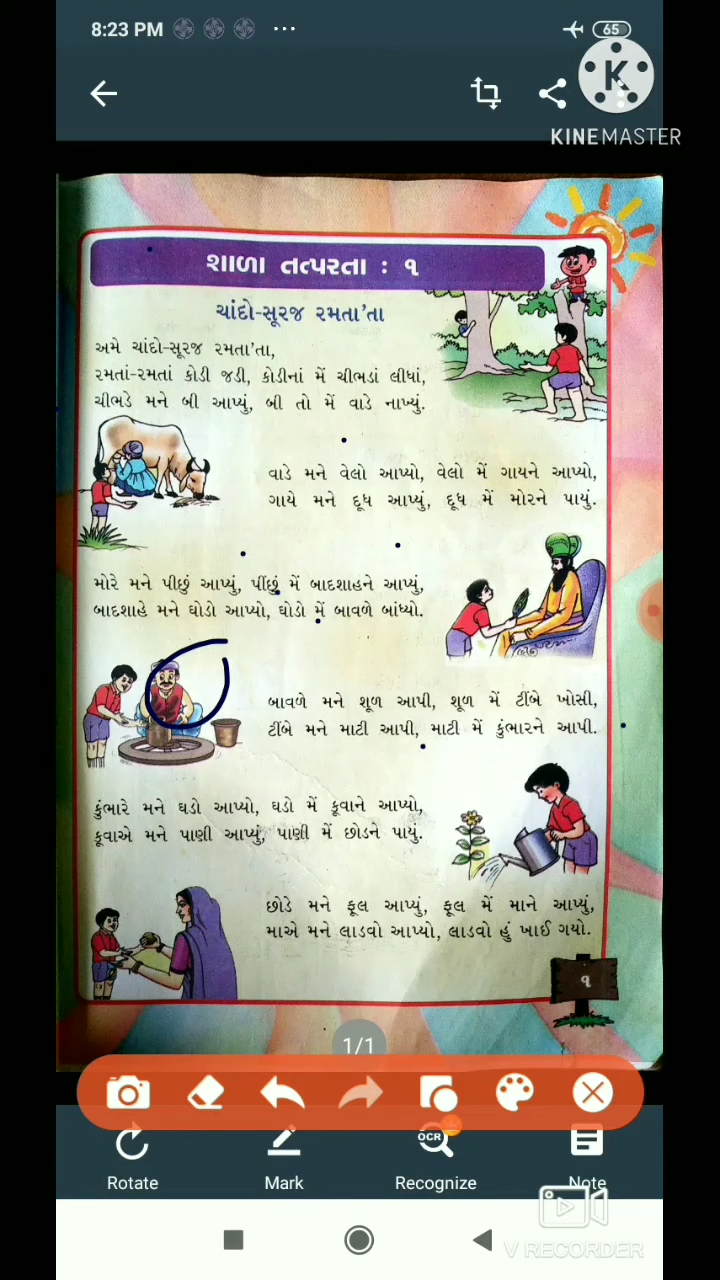 8:23 PM
65
K
KINEMASTER
શાળા તત્પરતા : ૧
ચાંદો-સૂરજ રમતા'તા
અમે ચાંદો-સૂરજ રમતા'તા,
રમતાં-રમતાં કોડી જડી, કોડીનાં મેં ચીભડાં લીધાં,
ચીભડે મને બી આપ્યું, બી તો મેં વાડે નાખ્યું.
વાડે મને વેલો આપ્યો, વેલો મેં ગાયને આપ્યો,
ગાયે મને દૂધ આપ્યું, દૂધ મેં મોરને પાયું.
મોરે મને પીછું આપ્યું, પીંછું મેં બાદશાહને આપ્યું,
બાદશાહે મને ઘોડો આપ્યો, ઘોડો મેં બાવળે બાંધ્યો.
બાવળે મને શૂળ આપી, શૂળ મેં ટીંબે ખોસી,
ટીંબે મને માટી આપી, માટી મેં કુંભારને આપી.
કુંભારે મને ઘડો આપ્યો, ઘડો મેં કૂવાને આપ્યો,
કૂવાએ મને પાણી આપ્યું, પાણી મેં છોડને પાયું.
છોડે મને ફૂલ આપ્યું, ફૂલ મેં માને આપ્યું,
માએ મને લાડવો આપ્યો, લાડવો હું ખાઈ ગયો.
૧
1/1
OCR
Rotate
Mark
Recognize
Note
V RECORDER